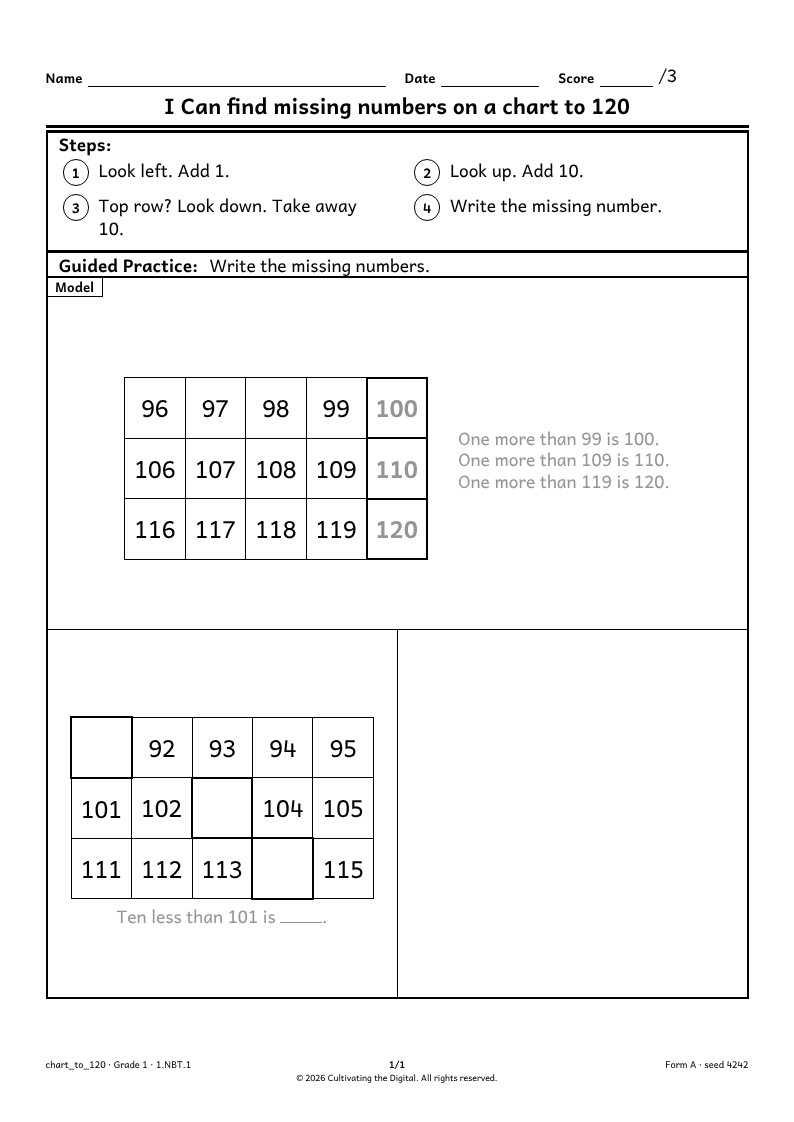 Name Date Score /3
I Can find missing numbers on a chart to 120
Steps:
1 Look left. Add 1.
2 Look up. Add 10.
3 Top row? Look down. Take away
10.
4 Write the missing number.
Guided Practice: Write the missing numbers.
Model
96 97 98 99 100
106 107 108 109 110
116 117 118 119 120
One more than 99 is 100.
One more than 109 is 110.
One more than 119 is 120.
92 93 94 95
101 102 104 105
111 112 113 115
Ten less than 101 is ____.
chart_to_120 · Grade 1 · 1.NBT.1
1/1
Form A · seed 4242
© 2026 Cultivating the Digital. All rights reserved.